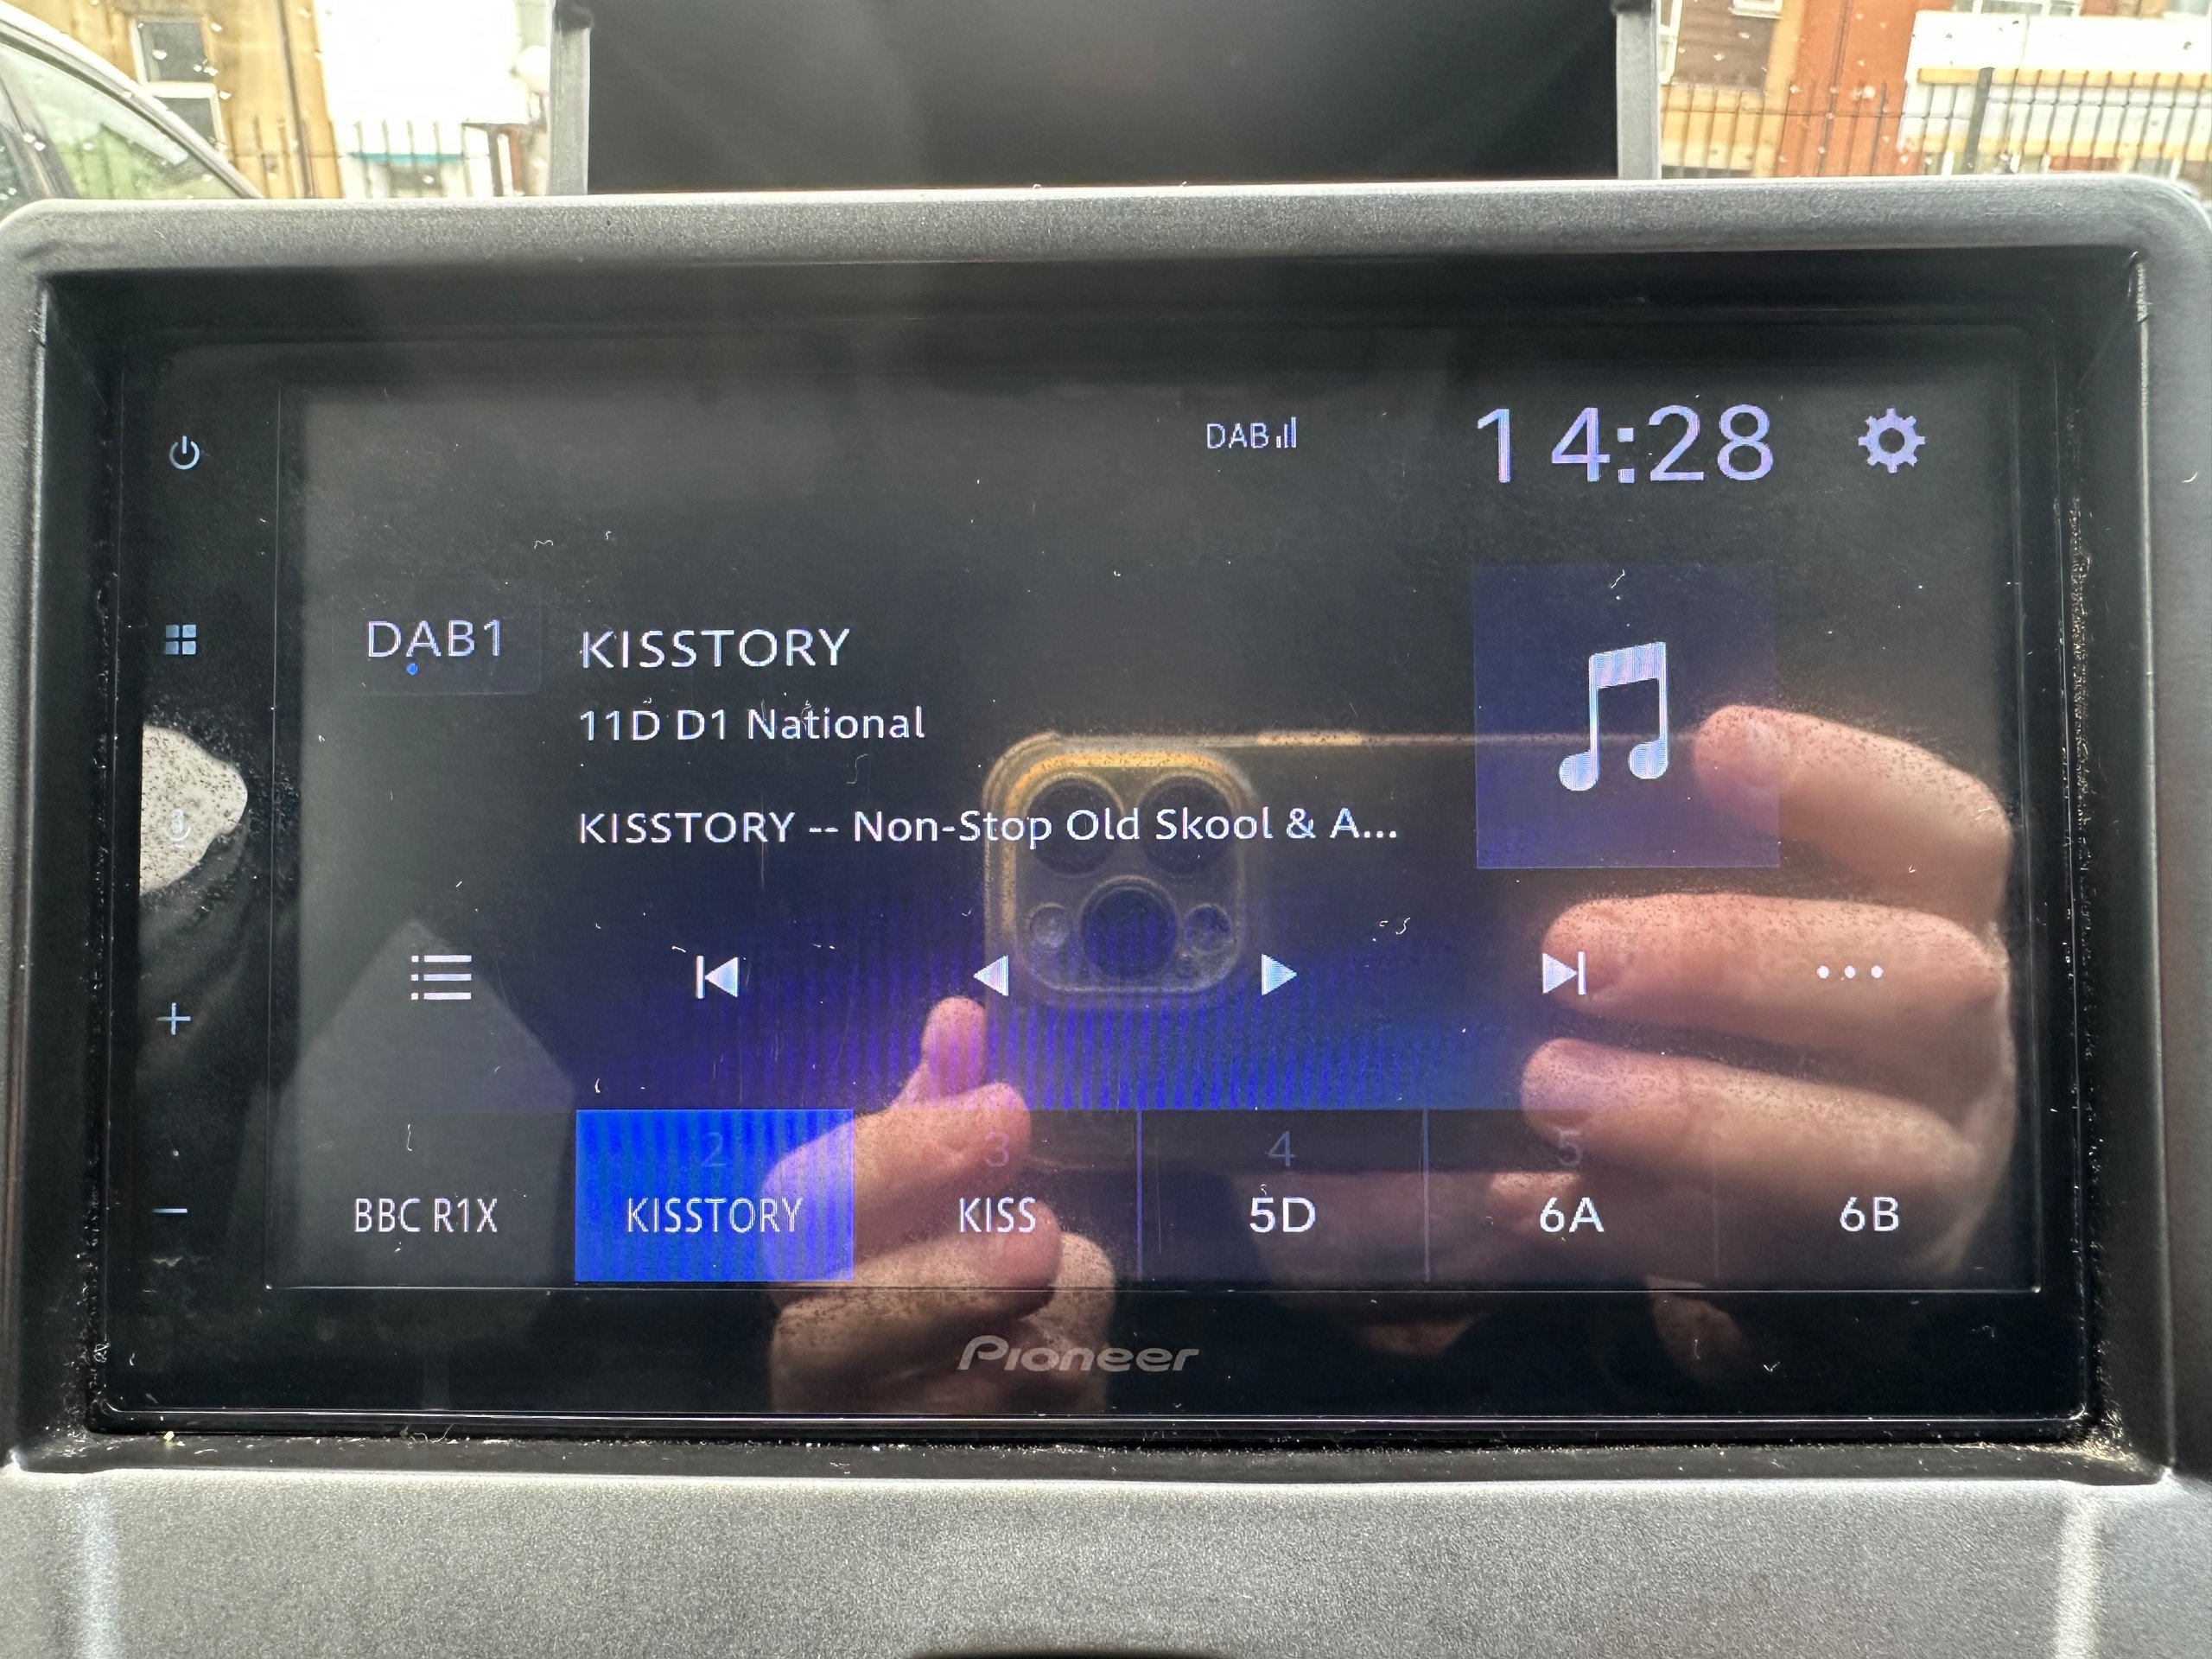 DAB
14:28
DAB1
KISSTORY
11D D1 National
KISSTORY -- Non-Stop Old Skool & A...
2 3 4 5
BBC R1X KISSTORY KISS 5D 6A 6B
Pioneer